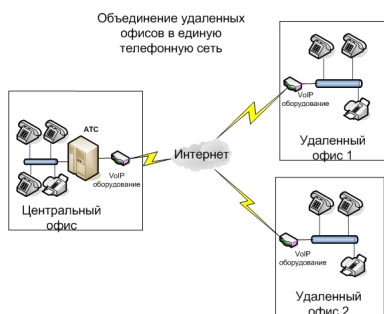 Объединение удаленных
офисов в единую
телефонную сеть
VoIP
оборудование
Удаленный
офис 1
АТС
Интернет
VoIP
оборудование
Центральный
офис
VoIP
оборудование
Удаленный
офис 2